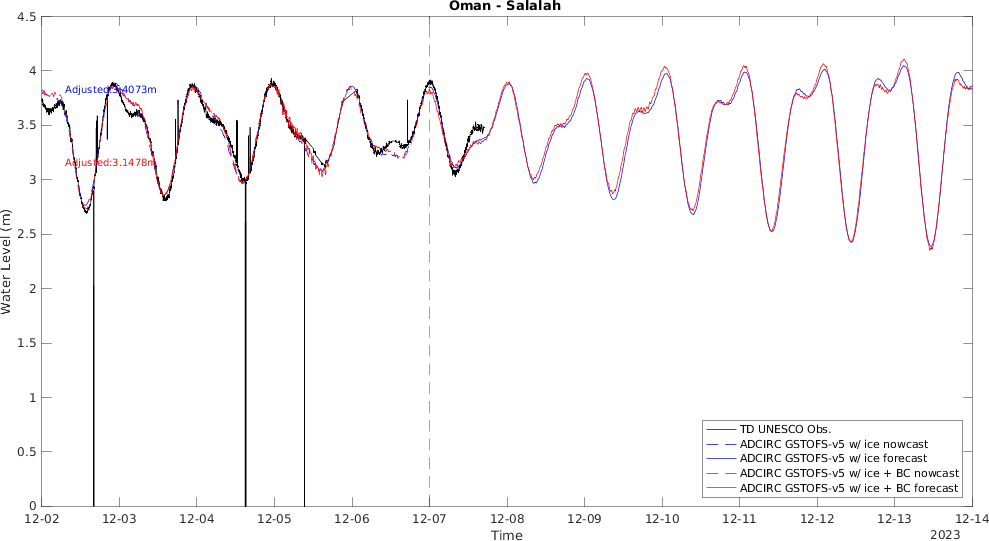 Oman - Salalah
4.5
4
3.5
3
2.5
2
1.5
1
0.5
0
Water Level (m)
Adjusted:3.4073m
Adjusted:3.1478m
TD UNESCO Obs.
ADCIRC GSTOFS-v5 w/ ice nowcast
ADCIRC GSTOFS-v5 w/ ice forecast
ADCIRC GSTOFS-v5 w/ ice + BC nowcast
ADCIRC GSTOFS-v5 w/ ice + BC forecast
12-02 12-03 12-04 12-05 12-06 12-07 12-08 12-09 12-10 12-11 12-12 12-13 12-14
Time
2023